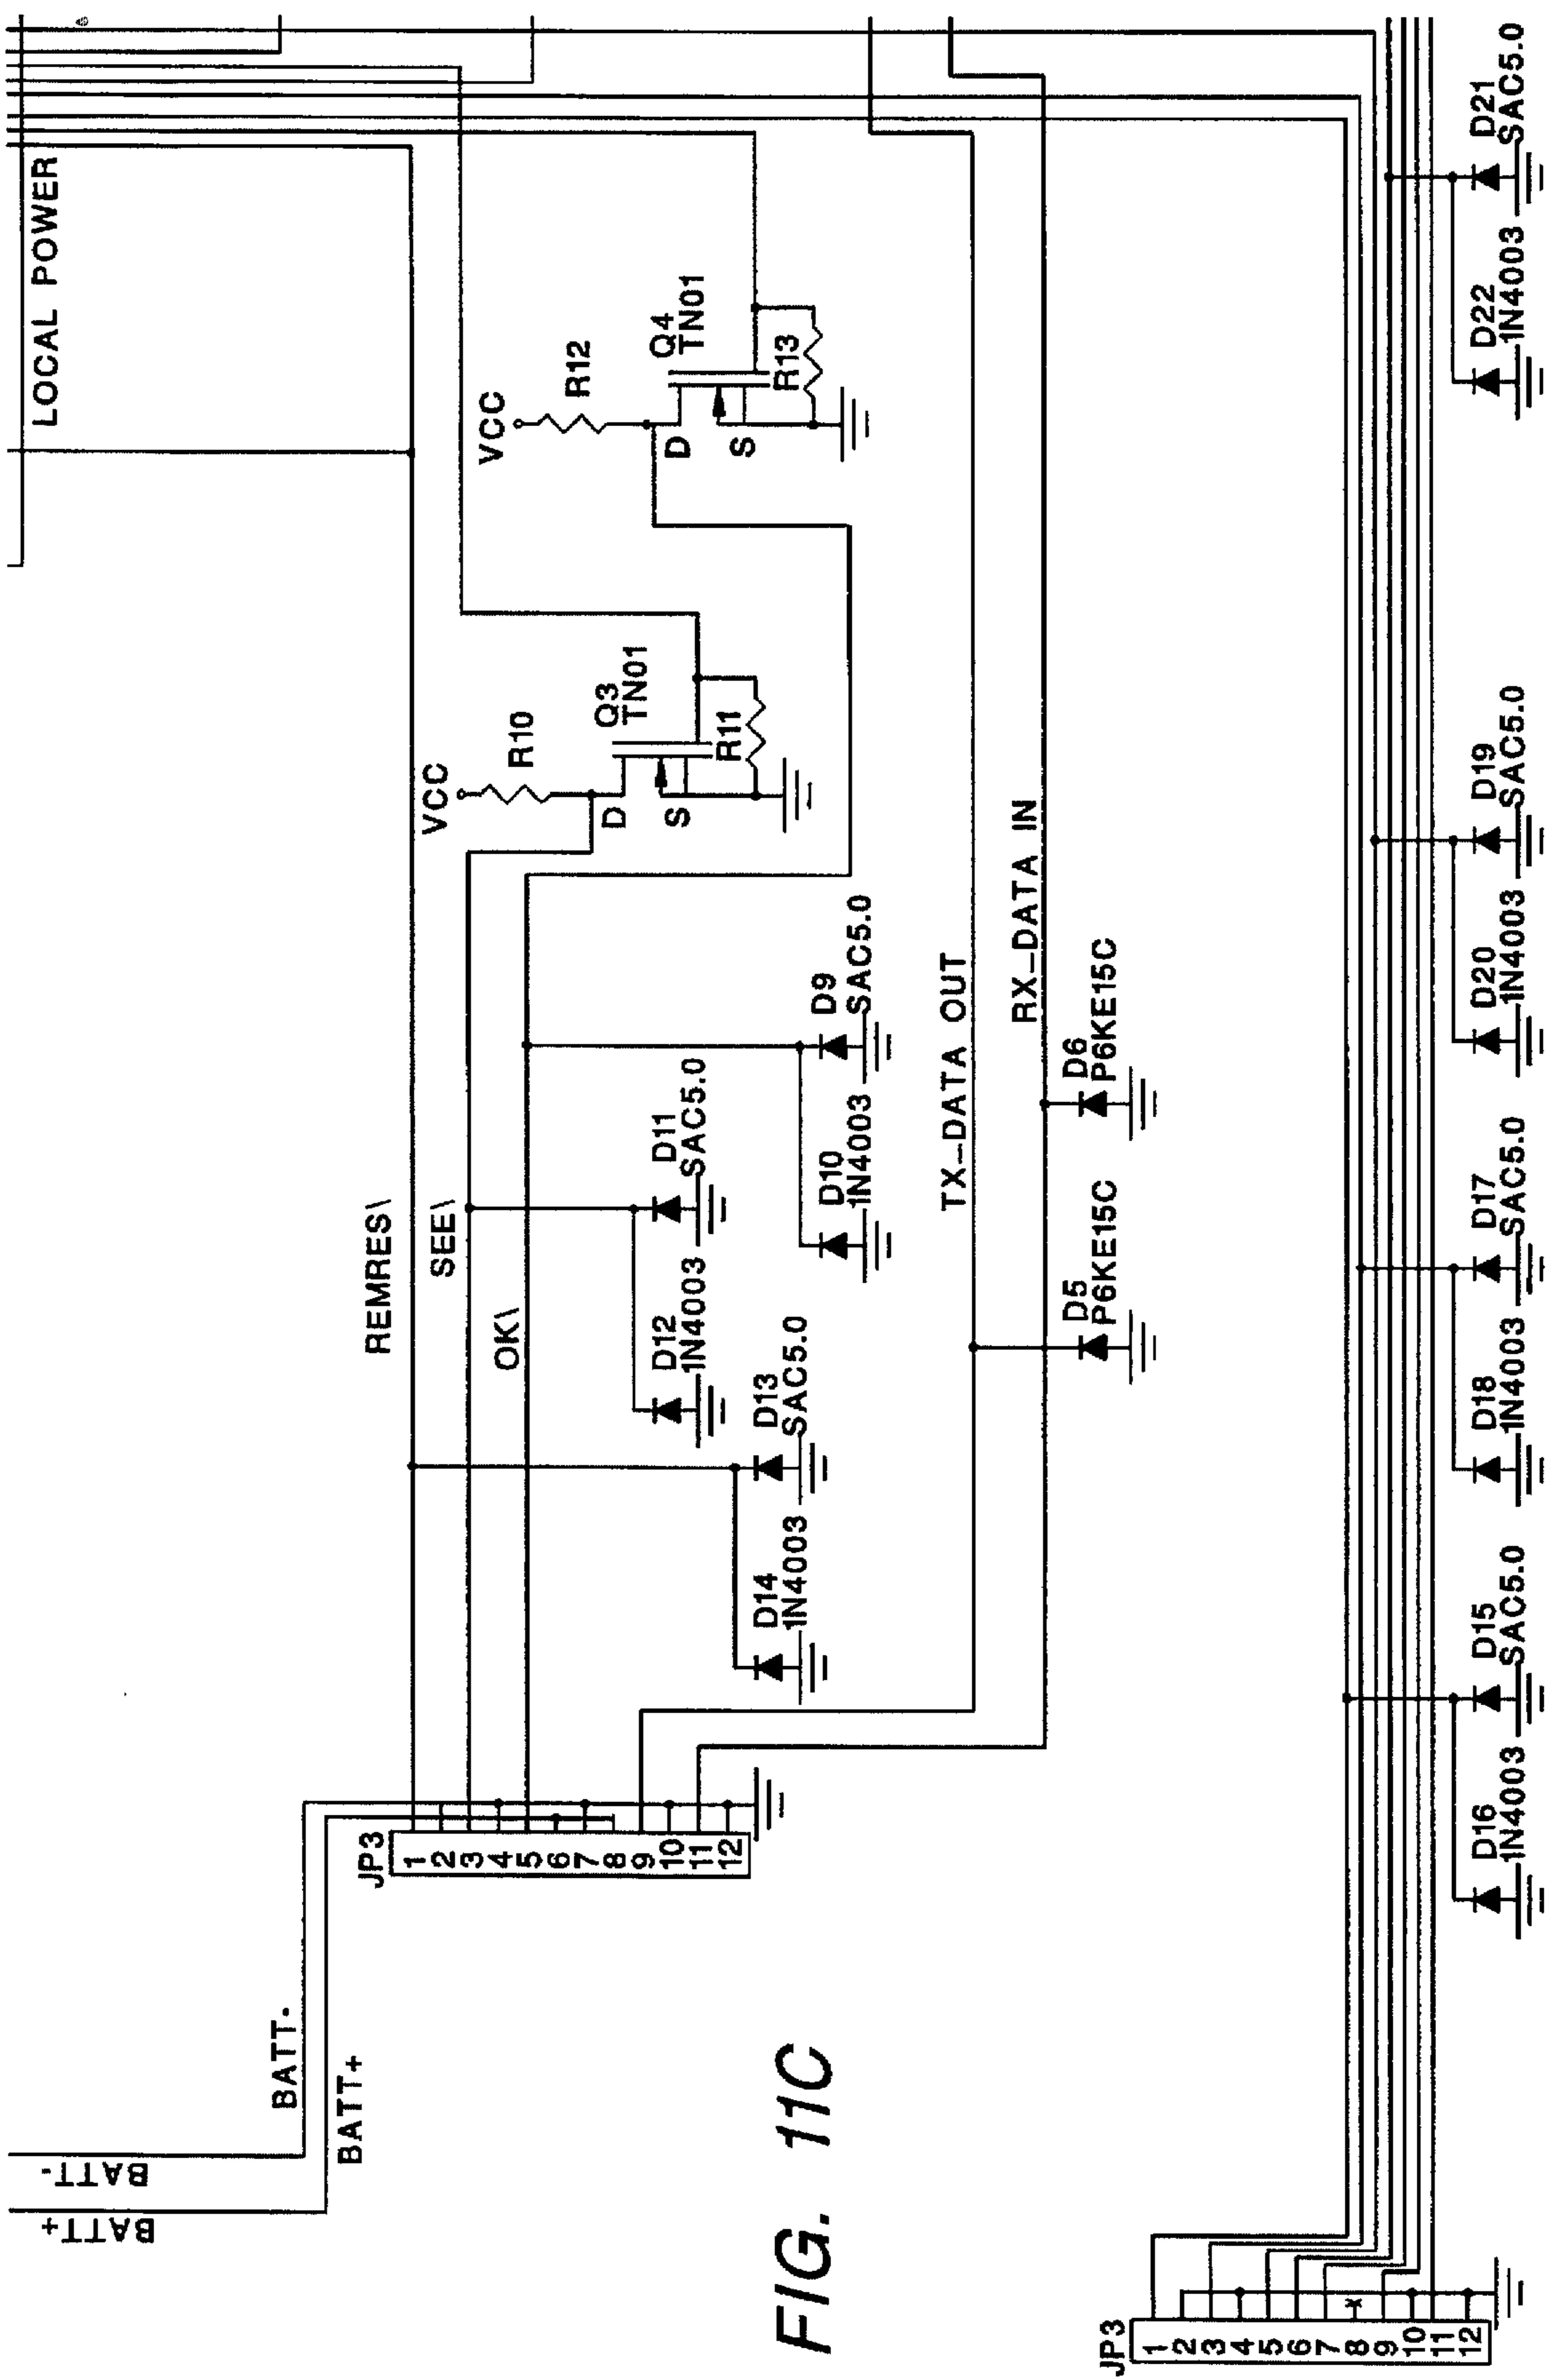 LOCAL POWER
BATT-
BATT+
BATT-
BATT+
JP3
1
2
3
4
5
6
7
8
9
10
11
12
REMRES\
SEE\
OK\
VCC
R10
Q3
TN01
D
S
R11
VCC
R12
Q4
TN01
D
S
R13
D14
1N4003
D13
SAC5.0
D12
1N4003
D11
SAC5.0
D10
1N4003
D9
SAC5.0
TX-DATA OUT
RX-DATA IN
D5
P6KE15C
D6
P6KE15C
FIG. 11C
JP3
1
2
3
4
5
6
7
8
9
10
11
12
D16
1N4003
D15
SAC5.0
D18
1N4003
D17
SAC5.0
D20
1N4003
D19
SAC5.0
D22
1N4003
D21
SAC5.0